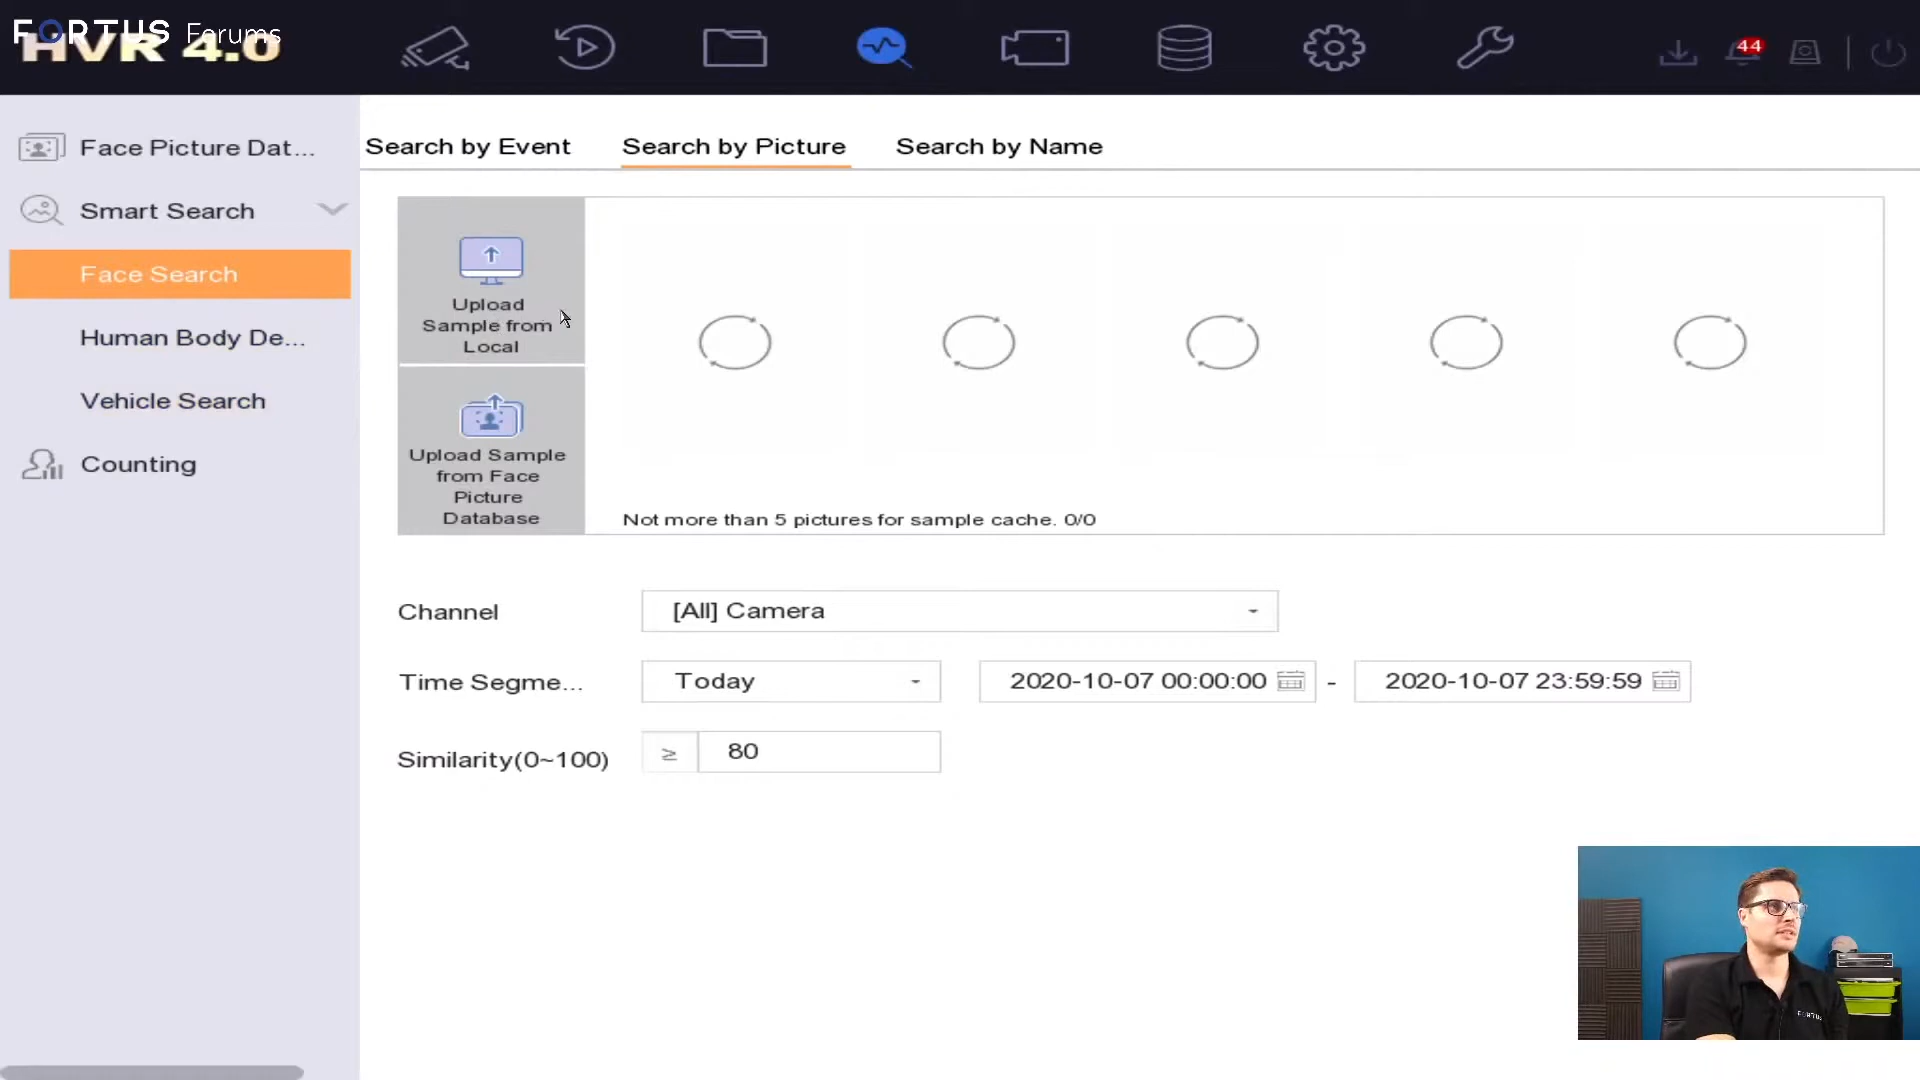 FORTUS Forums
HVR 4.0
44
Face Picture Dat...
Smart Search
Face Search
Human Body De...
Vehicle Search
Counting
Search by Event
Search by Picture
Search by Name
Upload
Sample from
Local
Upload Sample
from Face
Picture
Database
Not more than 5 pictures for sample cache. 0/0
Channel
[All] Camera
Time Segme...
Today
2020-10-07 00:00:00
-
2020-10-07 23:59:59
Similarity(0~100)
≥
80
FORTUS